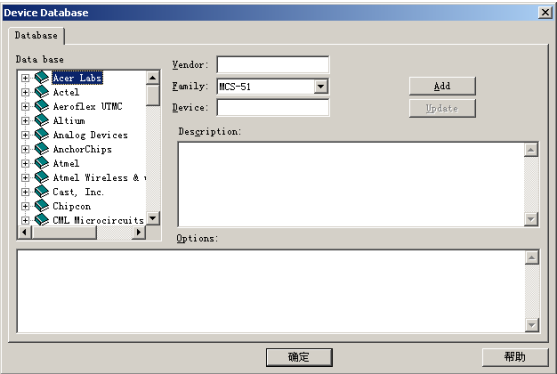 Device Database
Database
Data base
Acer Labs
Actel
Aeroflex UTMC
Altium
Analog Devices
AnchorChips
Atmel
Atmel Wireless &
Cast, Inc.
Chipcon
CML Microcircuits
Vendor:
Family: MCS-51
Device:
Add
Update
Description:
Options:
确定
帮助